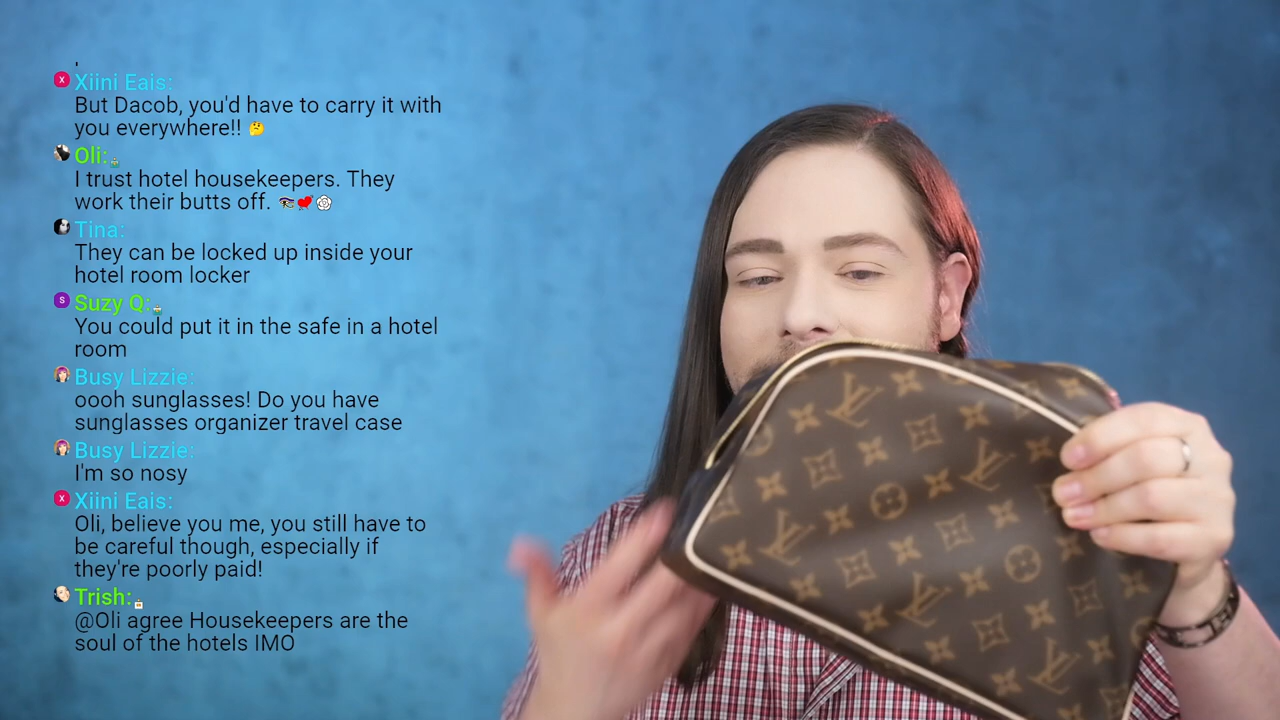 Xiini Eais:
But Dacob, you'd have to carry it with
you everywhere!! 🤔
Oli:
I trust hotel housekeepers. They
work their butts off.
Tina:
They can be locked up inside your
hotel room locker
Suzy Q:
You could put it in the safe in a hotel
room
Busy Lizzie:
oooh sunglasses! Do you have
sunglasses organizer travel case
Busy Lizzie:
I'm so nosy
Xiini Eais:
Oli, believe you me, you still have to
be careful though, especially if
they're poorly paid!
Trish:
@Oli agree Housekeepers are the
soul of the hotels IMO